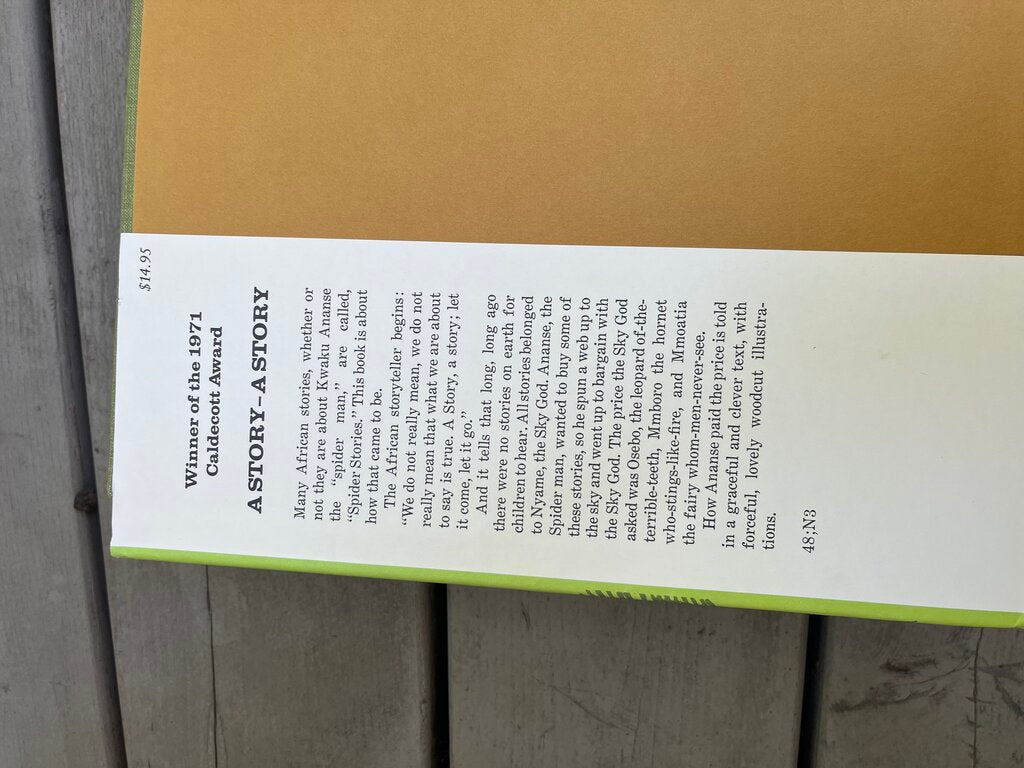 $14.95
Winner of the 1971
Caldecott Award
A STORY–A STORY
Many African stories, whether or
not they are about Kwaku Ananse
the “spider man,” are called,
“Spider Stories.” This book is about
how that came to be.
The African storyteller begins:
“We do not really mean, we do not
really mean that what we are about
to say is true. A Story, a story; let
it come, let it go.”
And it tells that long, long ago
there were no stories on earth for
children to hear. All stories belonged
to Nyame, the Sky God. Ananse, the
Spider man, wanted to buy some of
these stories, so he spun a web up to
the sky and went up to bargain with
the Sky God. The price the Sky God
asked was Osebo, the leopard of-the-
terrible-teeth, Mmboro the hornet
who-stings-like-fire, and Mmoatia
the fairy whom-men-never-see.
How Ananse paid the price is told
in a graceful and clever text, with
forceful, lovely woodcut illustra-
tions.
48;N3